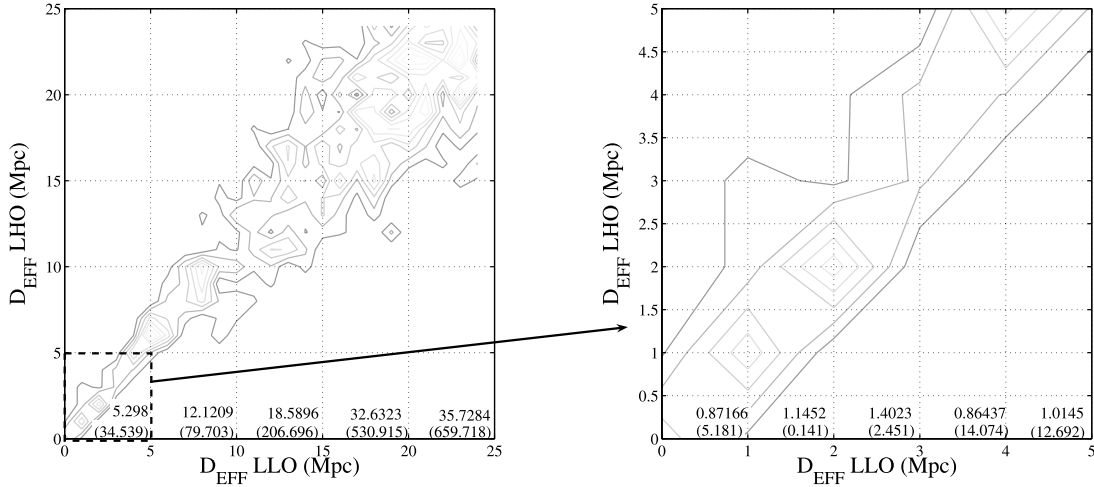 25
20
15
10
5
0
D_EFF LHO (Mpc)
5.298 12.1209 18.5896 32.6323 35.7284
(34.539) (79.703) (206.696) (530.915) (659.718)
0 5 10 15 20 25
D_EFF LLO (Mpc)
5
4.5
4
3.5
3
2.5
2
1.5
1
0.5
0
D_EFF LHO (Mpc)
0.87166 1.1452 1.4023 0.86437 1.0145
(5.181) (0.141) (2.451) (14.074) (12.692)
0 1 2 3 4 5
D_EFF LLO (Mpc)